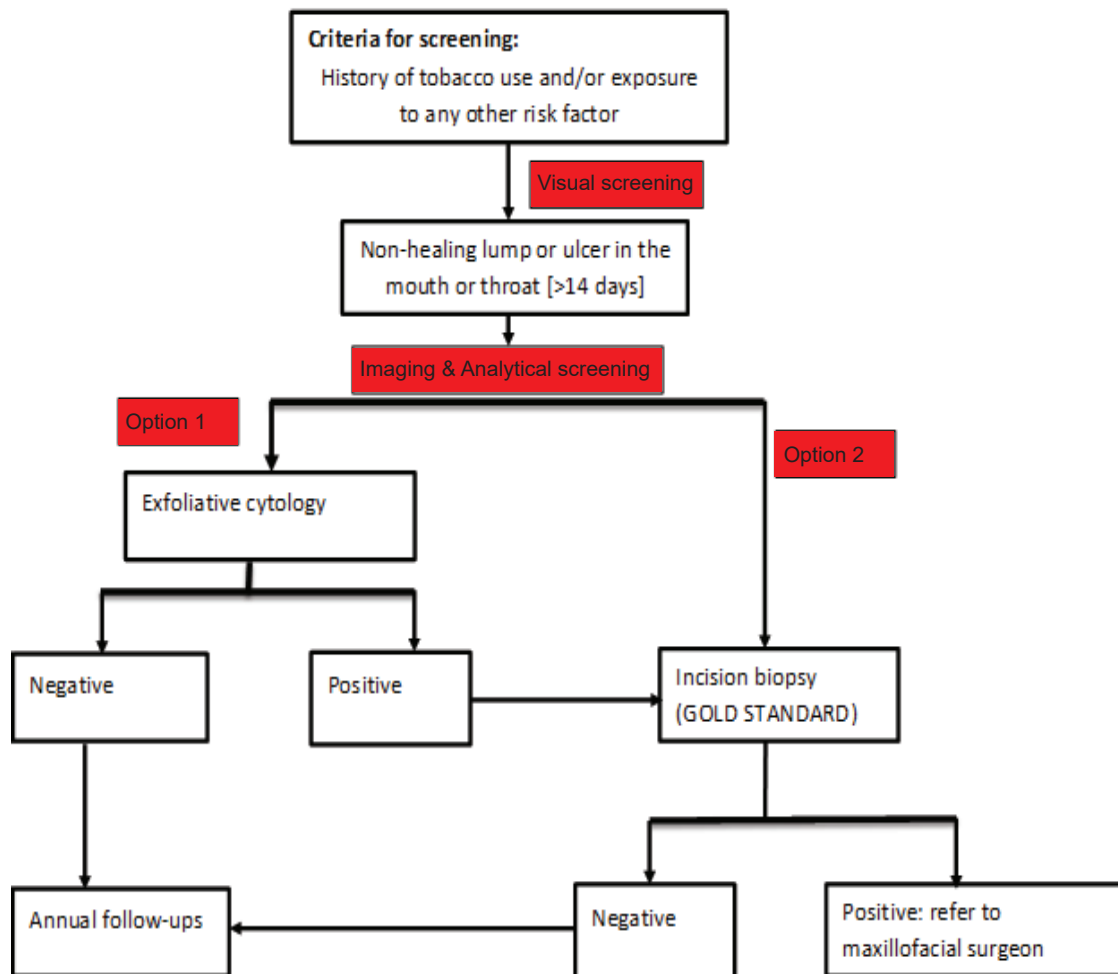 Criteria for screening:
History of tobacco use and/or exposure
to any other risk factor
Visual screening
Non-healing lump or ulcer in the
mouth or throat [>14 days]
Imaging & Analytical screening
Option 1
Option 2
Exfoliative cytology
Negative
Positive
Incision biopsy
(GOLD STANDARD)
Annual follow-ups
Negative
Positive: refer to
maxillofacial surgeon